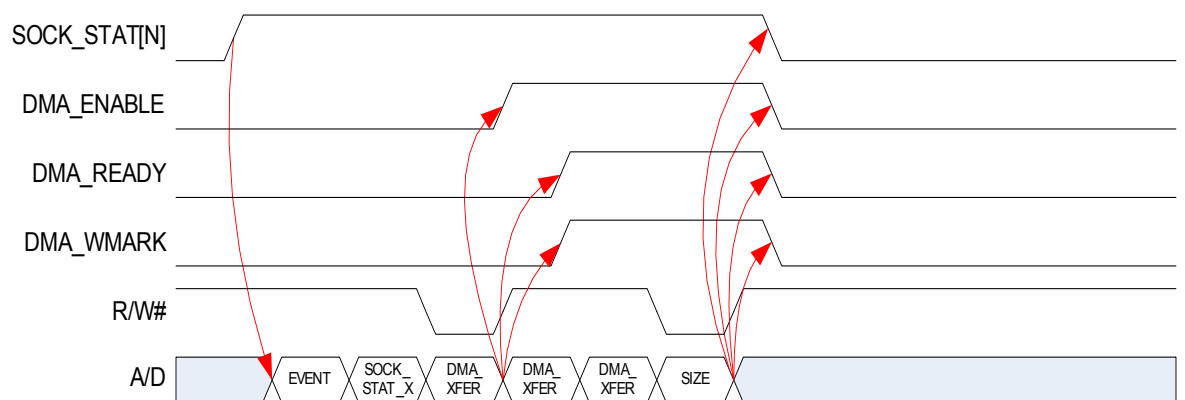 SOCK_STAT[N]
DMA_ENABLE
DMA_READY
DMA_WMARK
R/W#
A/D
EVENT
SOCK_
STAT_X
DMA_
XFER
DMA_
XFER
DMA_
XFER
SIZE